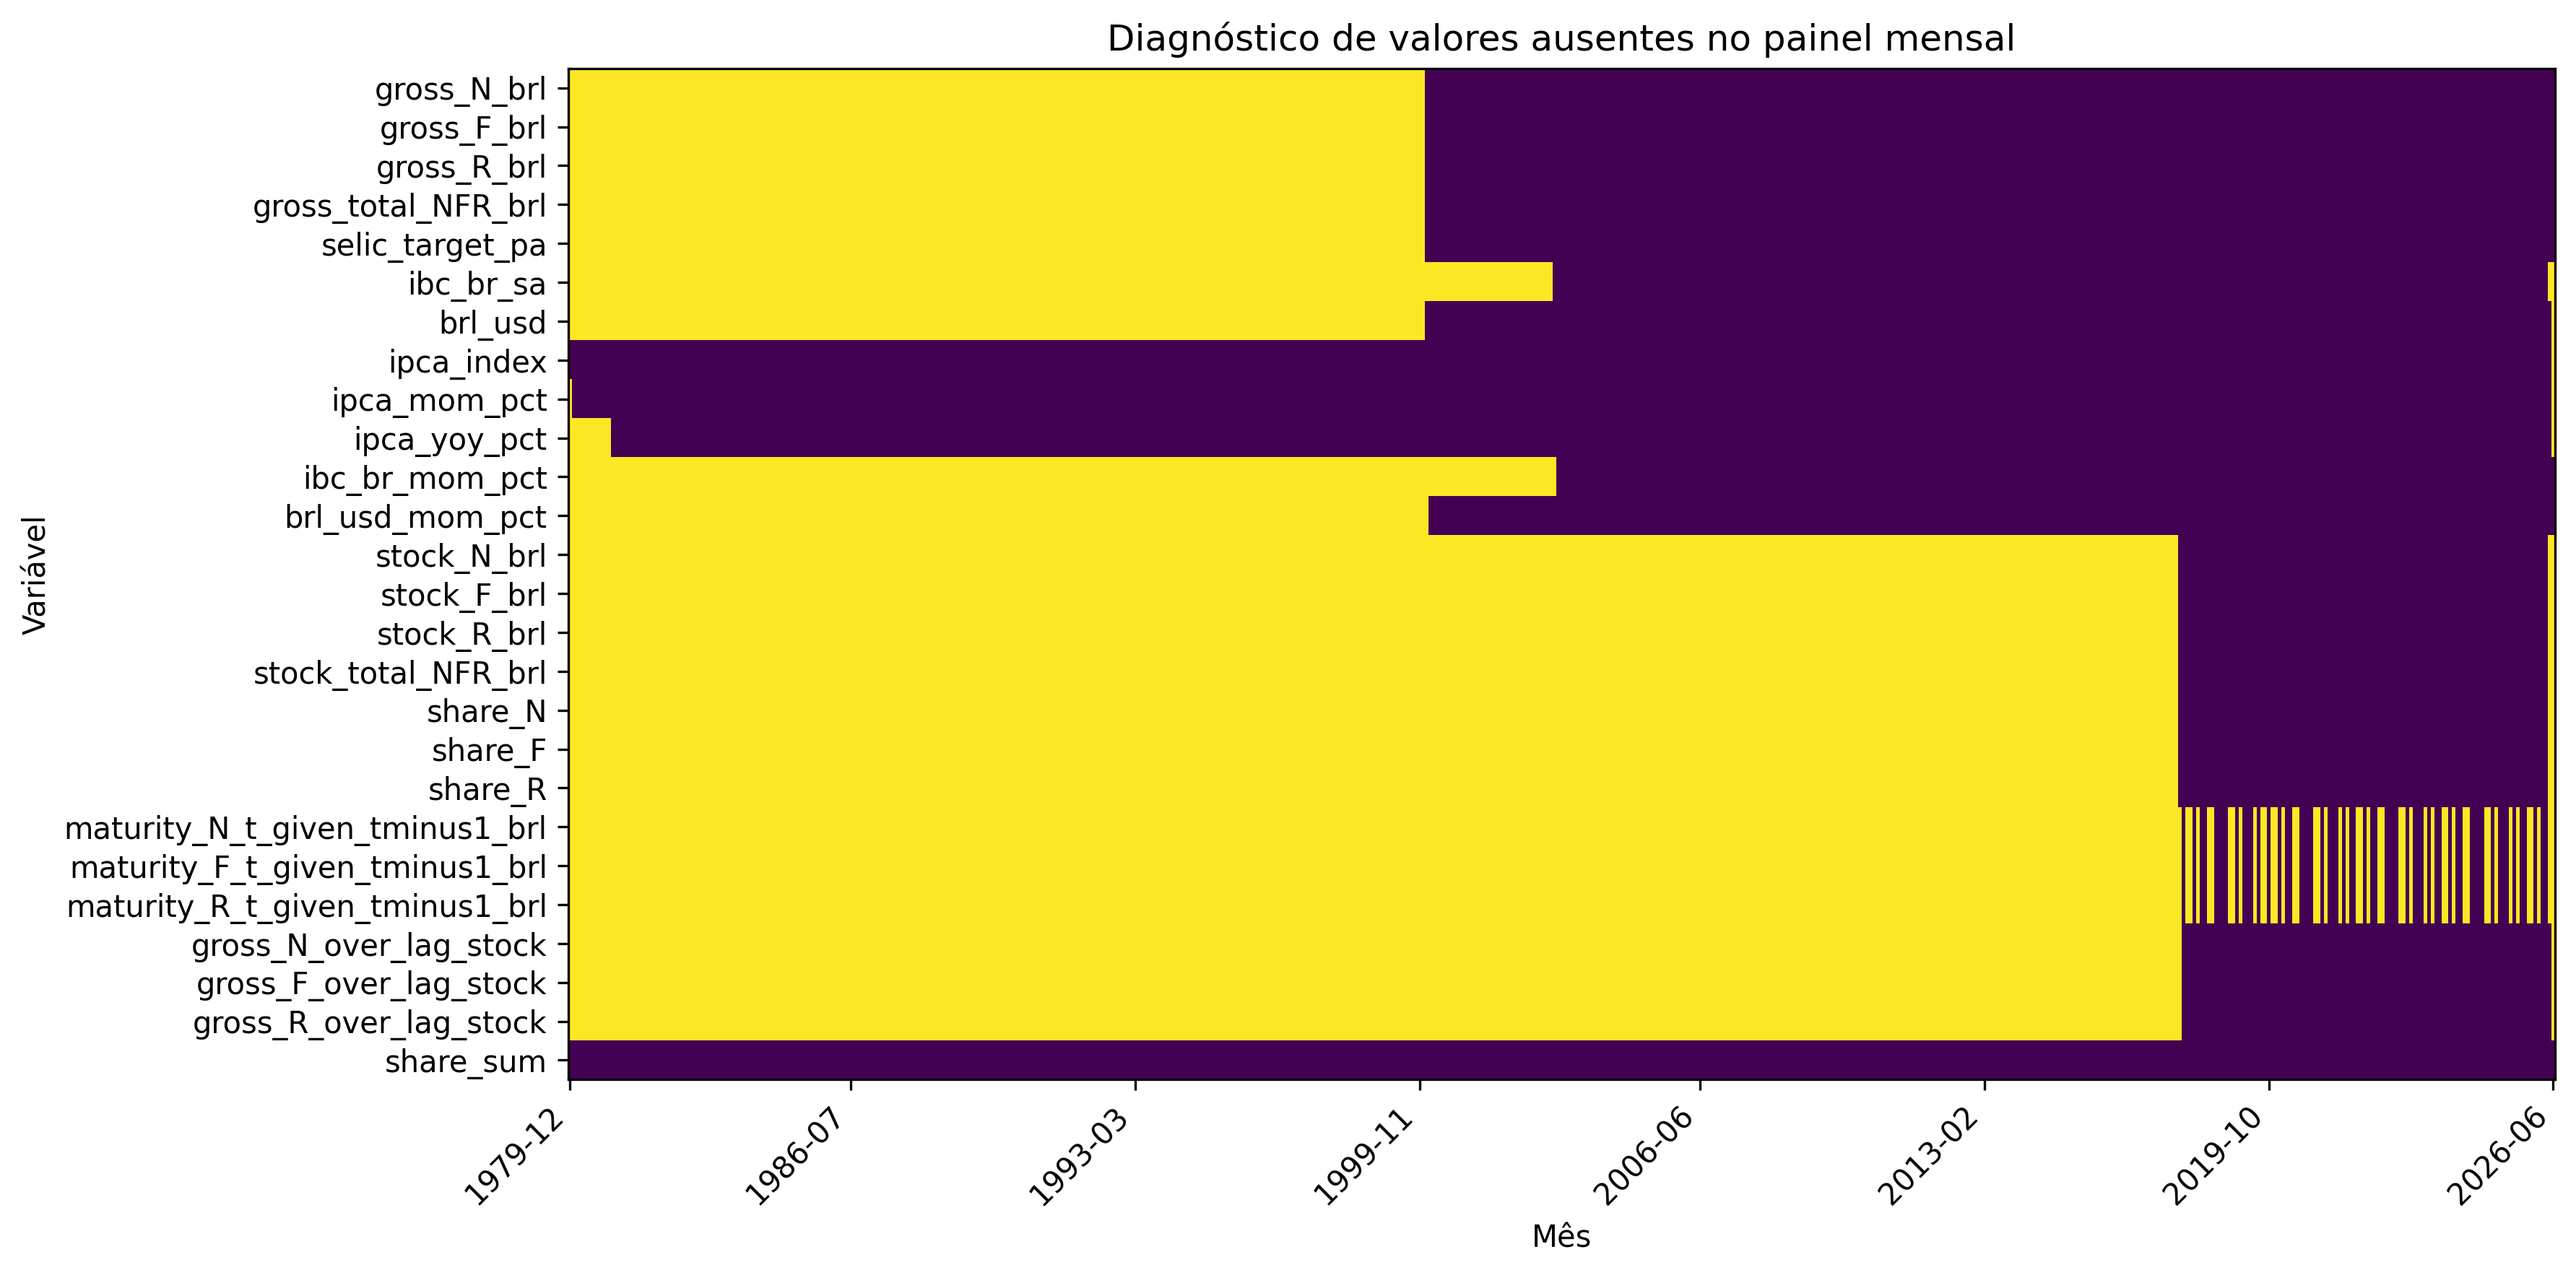 Diagnóstico de valores ausentes no painel mensal
Variável
gross_N_brl
gross_F_brl
gross_R_brl
gross_total_NFR_brl
selic_target_pa
ibc_br_sa
brl_usd
ipca_index
ipca_mom_pct
ipca_yoy_pct
ibc_br_mom_pct
brl_usd_mom_pct
stock_N_brl
stock_F_brl
stock_R_brl
stock_total_NFR_brl
share_N
share_F
share_R
maturity_N_t_given_tminus1_brl
maturity_F_t_given_tminus1_brl
maturity_R_t_given_tminus1_brl
gross_N_over_lag_stock
gross_F_over_lag_stock
gross_R_over_lag_stock
share_sum
1979-12
1986-07
1993-03
1999-11
2006-06
2013-02
2019-10
2026-06
Mês